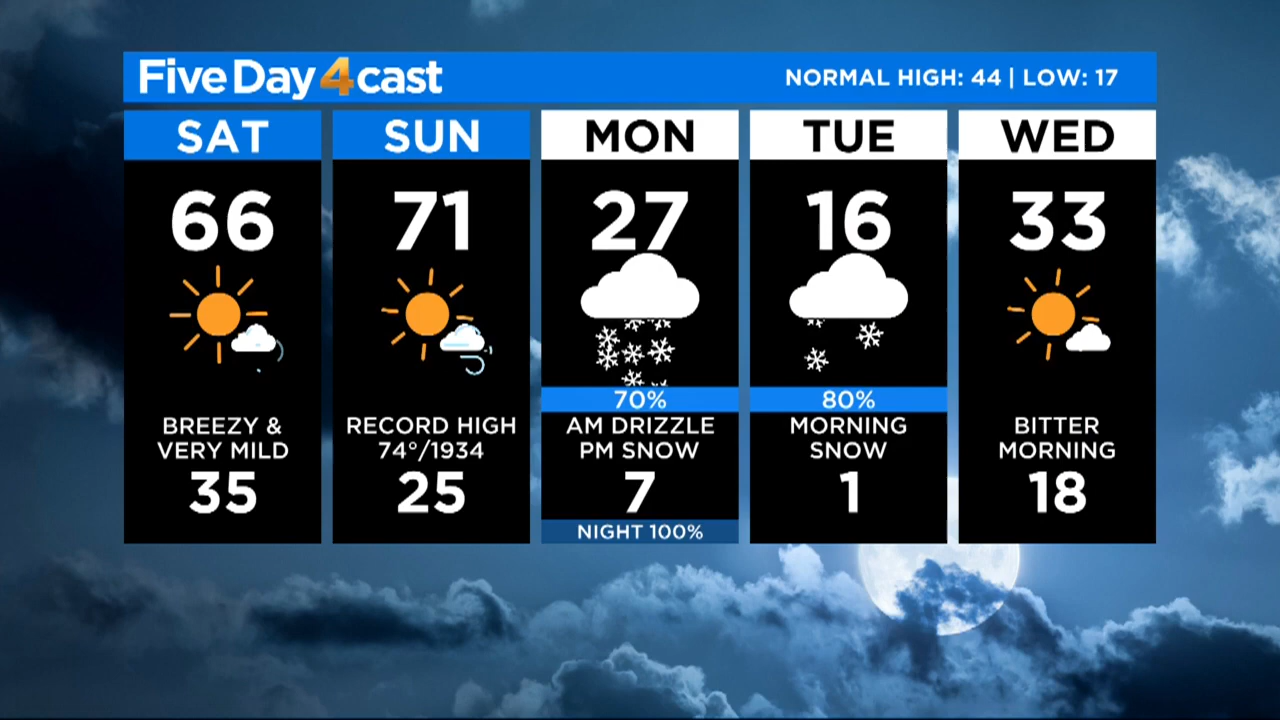 Five Day 4cast
NORMAL HIGH: 44 | LOW: 17
SAT
66
BREEZY &
VERY MILD
35
SUN
71
RECORD HIGH
74°/1934
25
MON
27
70%
AM DRIZZLE
PM SNOW
7
NIGHT 100%
TUE
16
80%
MORNING
SNOW
1
WED
33
BITTER
MORNING
18